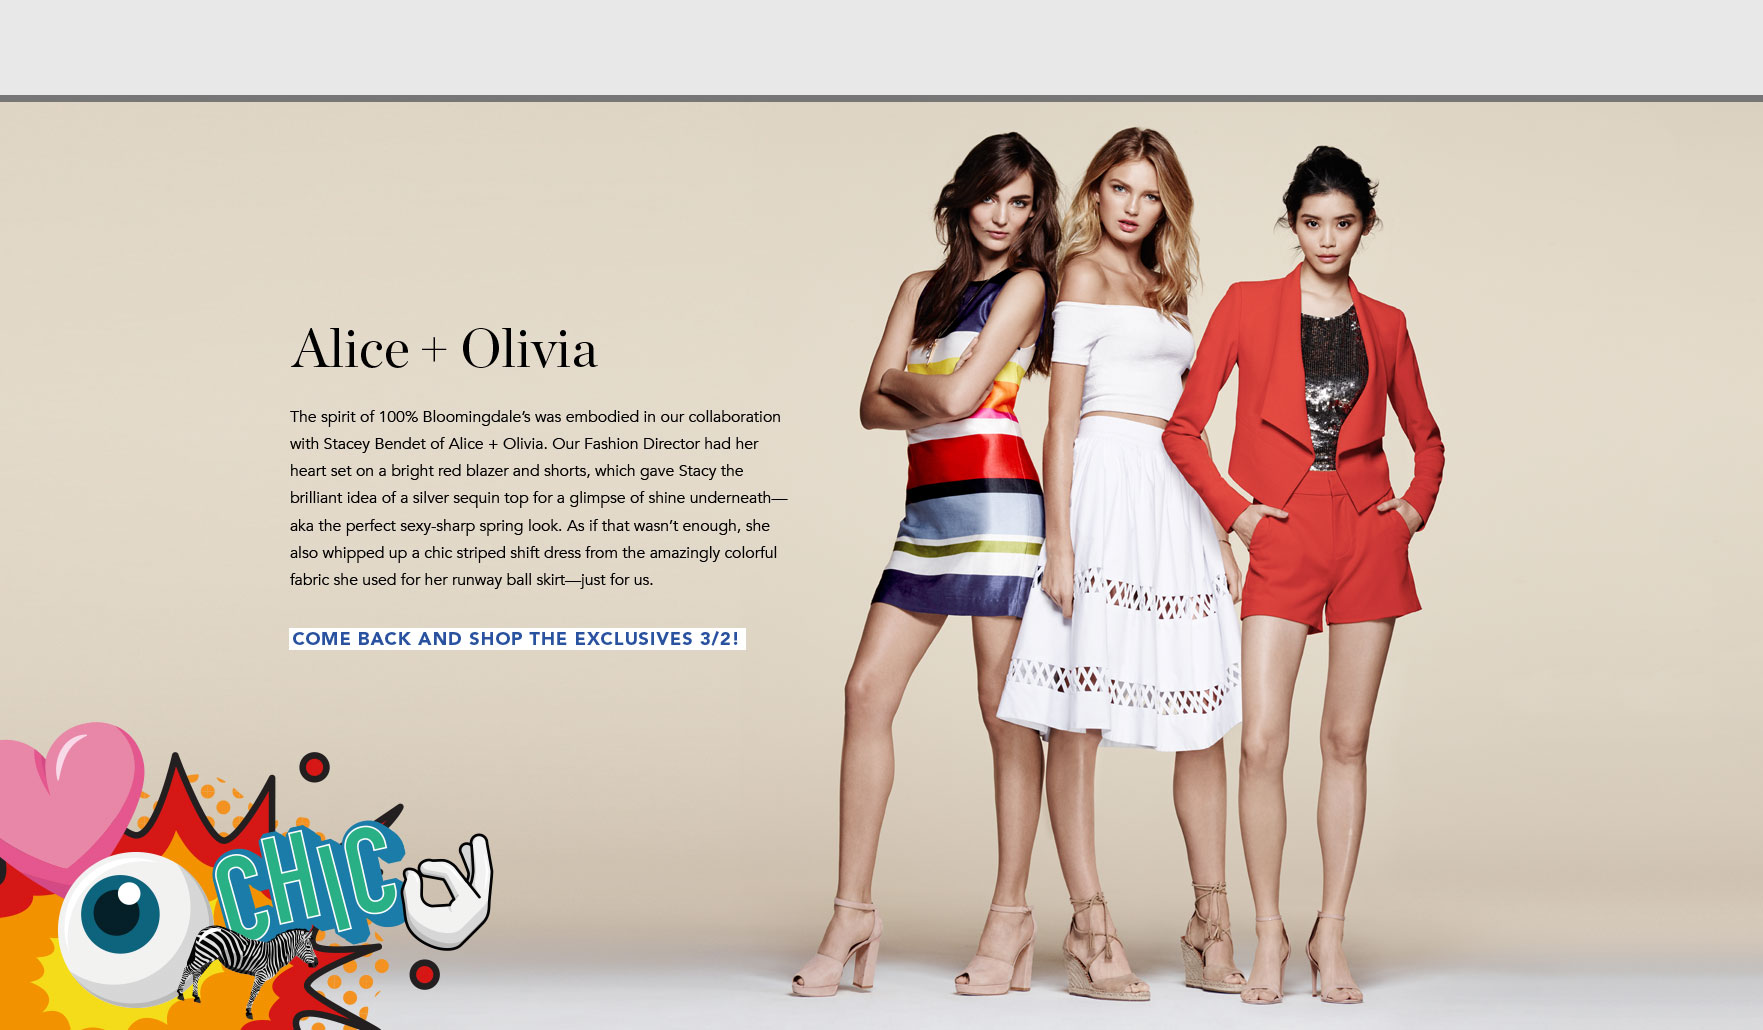 Alice + Olivia
The spirit of 100% Bloomingdale’s was embodied in our collaboration
with Stacey Bendet of Alice + Olivia. Our Fashion Director had her
heart set on a bright red blazer and shorts, which gave Stacy the
brilliant idea of a silver sequin top for a glimpse of shine underneath—
aka the perfect sexy-sharp spring look. As if that wasn’t enough, she
also whipped up a chic striped shift dress from the amazingly colorful
fabric she used for her runway ball skirt—just for us.
COME BACK AND SHOP THE EXCLUSIVES 3/2!
CHIC